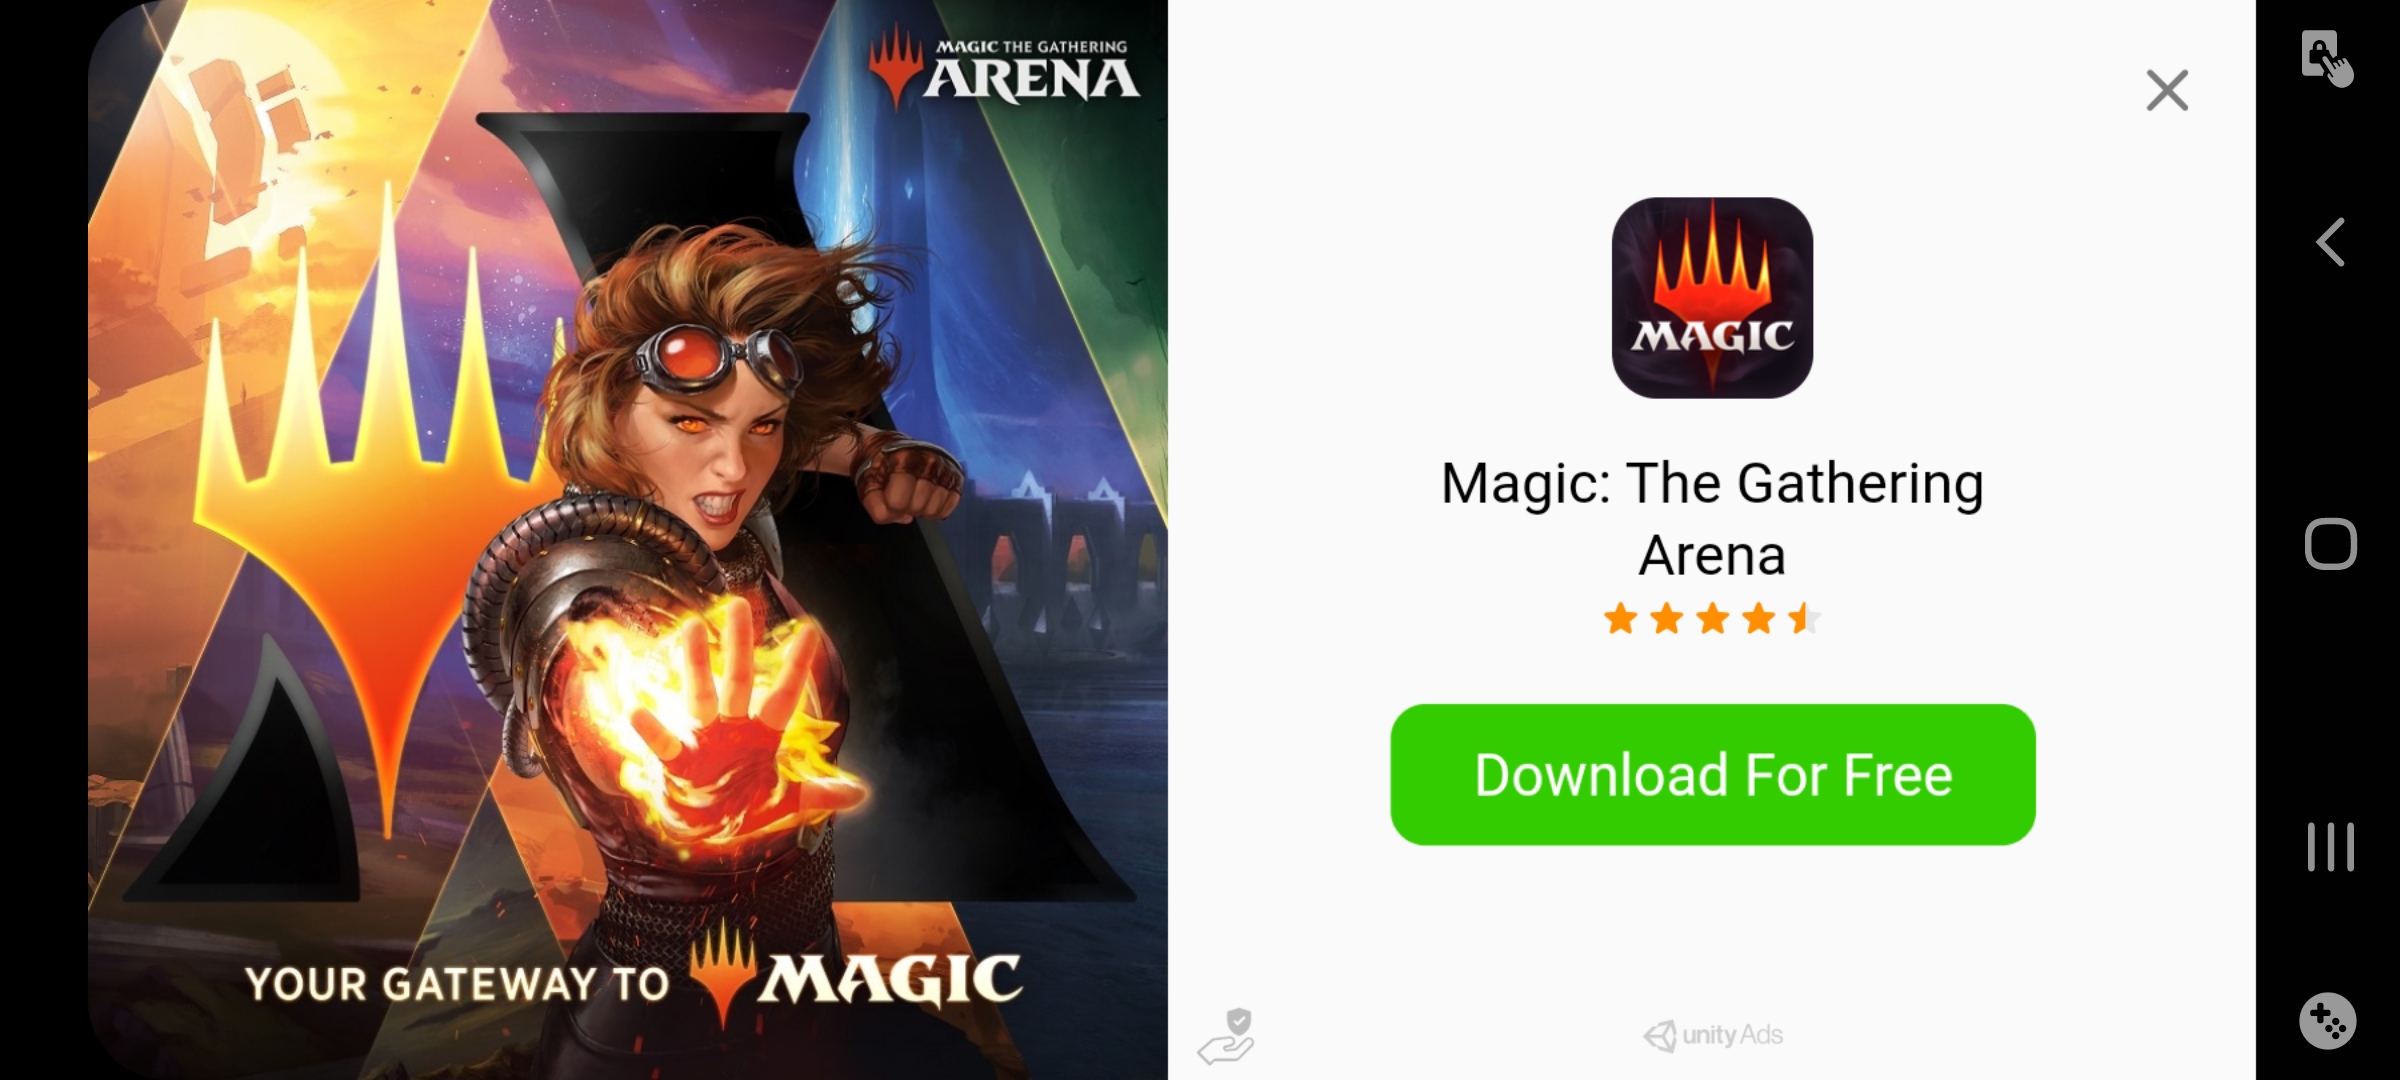 MAGIC THE GATHERING
ARENA
YOUR GATEWAY TO MAGIC
MAGIC
Magic: The Gathering
Arena
Download For Free
unity Ads